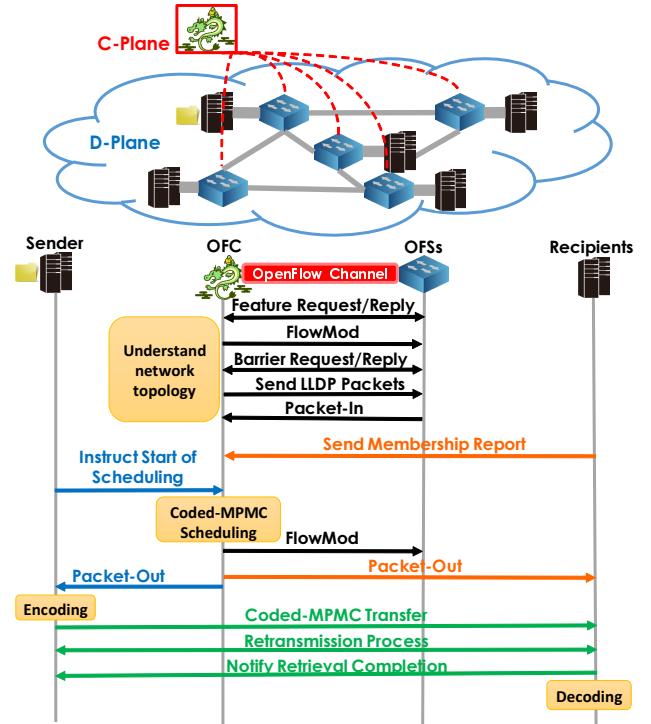 C-Plane
D-Plane
Sender
OFC
OFSs
Recipients
OpenFlow Channel
Feature Request/Reply
FlowMod
Understand
network
topology
Barrier Request/Reply
Send LLDP Packets
Packet-In
Send Membership Report
Instruct Start of
Scheduling
Coded-MPMC
Scheduling
FlowMod
Packet-Out
Packet-Out
Encoding
Coded-MPMC Transfer
Retransmission Process
Notify Retrieval Completion
Decoding